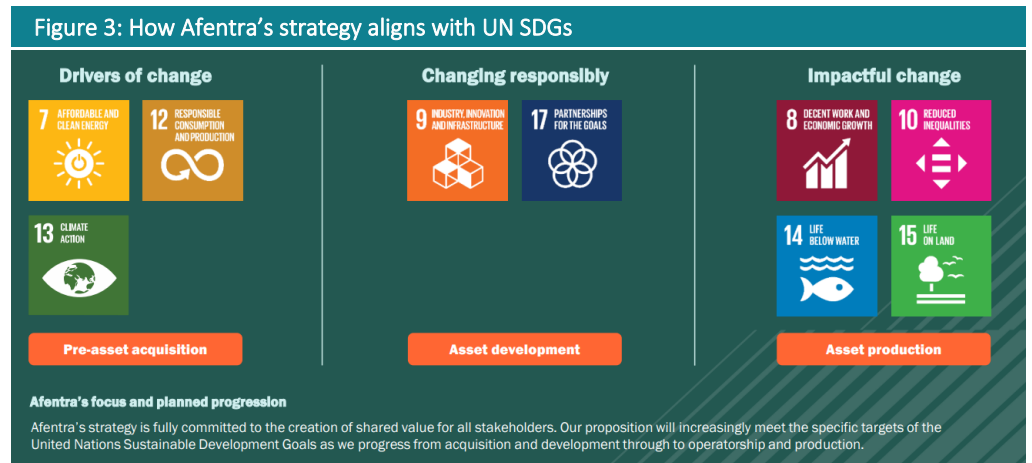 Figure 3: How Afentra's strategy aligns with UN SDGs
Drivers of change
7 AFFORDABLE AND
CLEAN ENERGY
12 RESPONSIBLE
CONSUMPTION
AND PRODUCTION
13 CLIMATE
ACTION
Pre-asset acquisition
Changing responsibly
9 INDUSTRY, INNOVATION
AND INFRASTRUCTURE
17 PARTNERSHIPS
FOR THE GOALS
Asset development
Impactful change
8 DECENT WORK AND
ECONOMIC GROWTH
10 REDUCED
INEQUALITIES
14 LIFE
BELOW WATER
15 LIFE
ON LAND
Asset production
Afentra's focus and planned progression
Afentra's strategy is fully committed to the creation of shared value for all stakeholders. Our proposition will increasingly meet the specific targets of the
United Nations Sustainable Development Goals as we progress from acquisition and development through to operatorship and production.